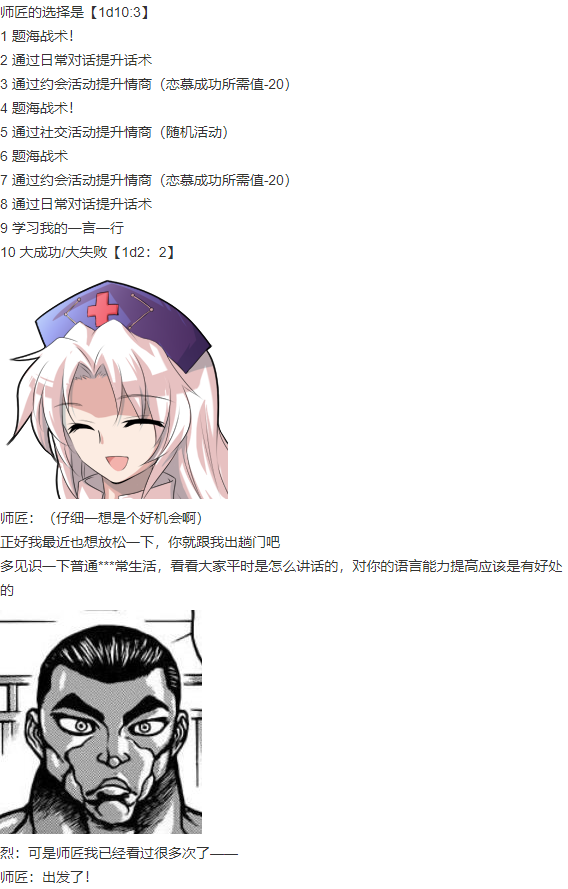 师匠的选择是【1d10:3】
1 题海战术！
2 通过日常对话提升话术
3 通过约会活动提升情商（恋慕成功所需值-20）
4 题海战术！
5 通过社交活动提升情商（随机活动）
6 题海战术
7 通过约会活动提升情商（恋慕成功所需值-20）
8 通过日常对话提升话术
9 学习我的一言一行
10 大成功/大失败【1d2：2】
师匠：（仔细一想是个好机会啊）
正好我最近也想放松一下，你就跟我出趟门吧
多见识一下普通***常生活，看看大家平时是怎么讲话的，对你的语言能力提高应该是有好处
的
烈：可是师匠我已经看过很多次了——
师匠：出发了！